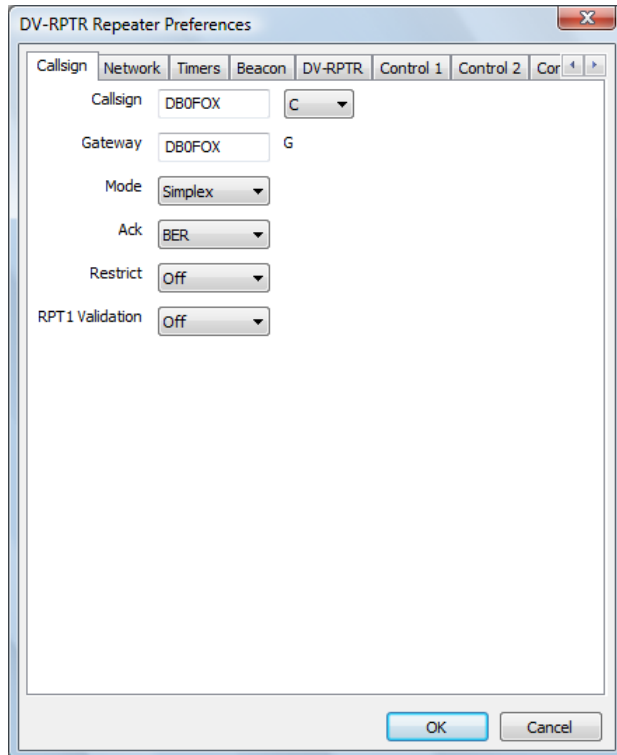 DV-RPTR Repeater Preferences
Callsign Network Timers Beacon DV-RPTR Control 1 Control 2 Cor
Callsign DB0FOX C
Gateway DB0FOX G
Mode Simplex
Ack BER
Restrict Off
RPT1 Validation Off
OK Cancel